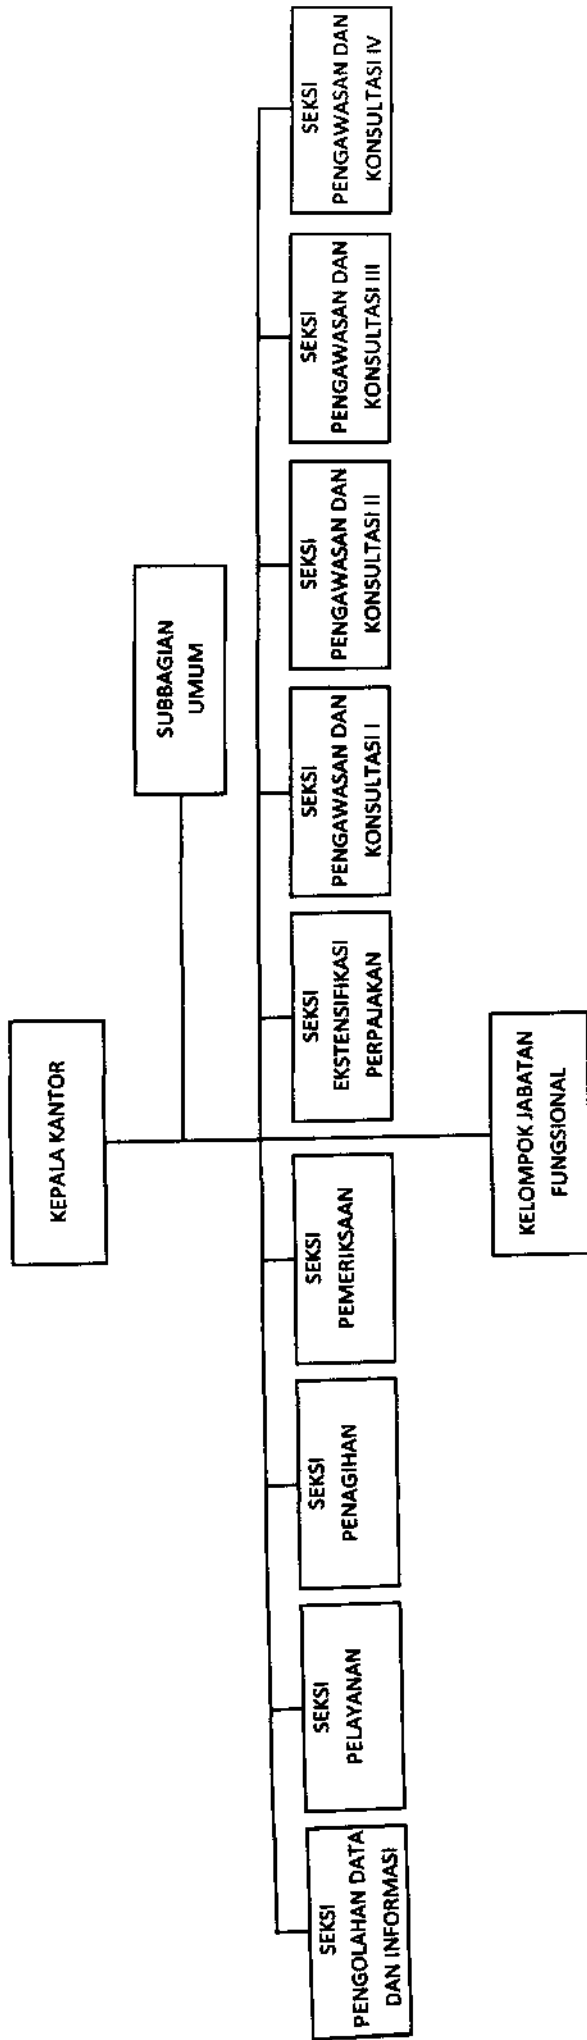 KEPALA KANTOR
SUBBAGIAN
UMUM
SEKSI
PENGOLAHAN DATA
DAN INFORMASI
SEKSI
PELAYANAN
SEKSI
PENAGIHAN
SEKSI
PEMERIKSAAN
SEKSI
EKSTENSIFIKASI
PERPAJAKAN
SEKSI
PENGAWASAN DAN
KONSULTASI I
SEKSI
PENGAWASAN DAN
KONSULTASI II
SEKSI
PENGAWASAN DAN
KONSULTASI III
SEKSI
PENGAWASAN DAN
KONSULTASI IV
KELOMPOK JABATAN
FUNGSIONAL